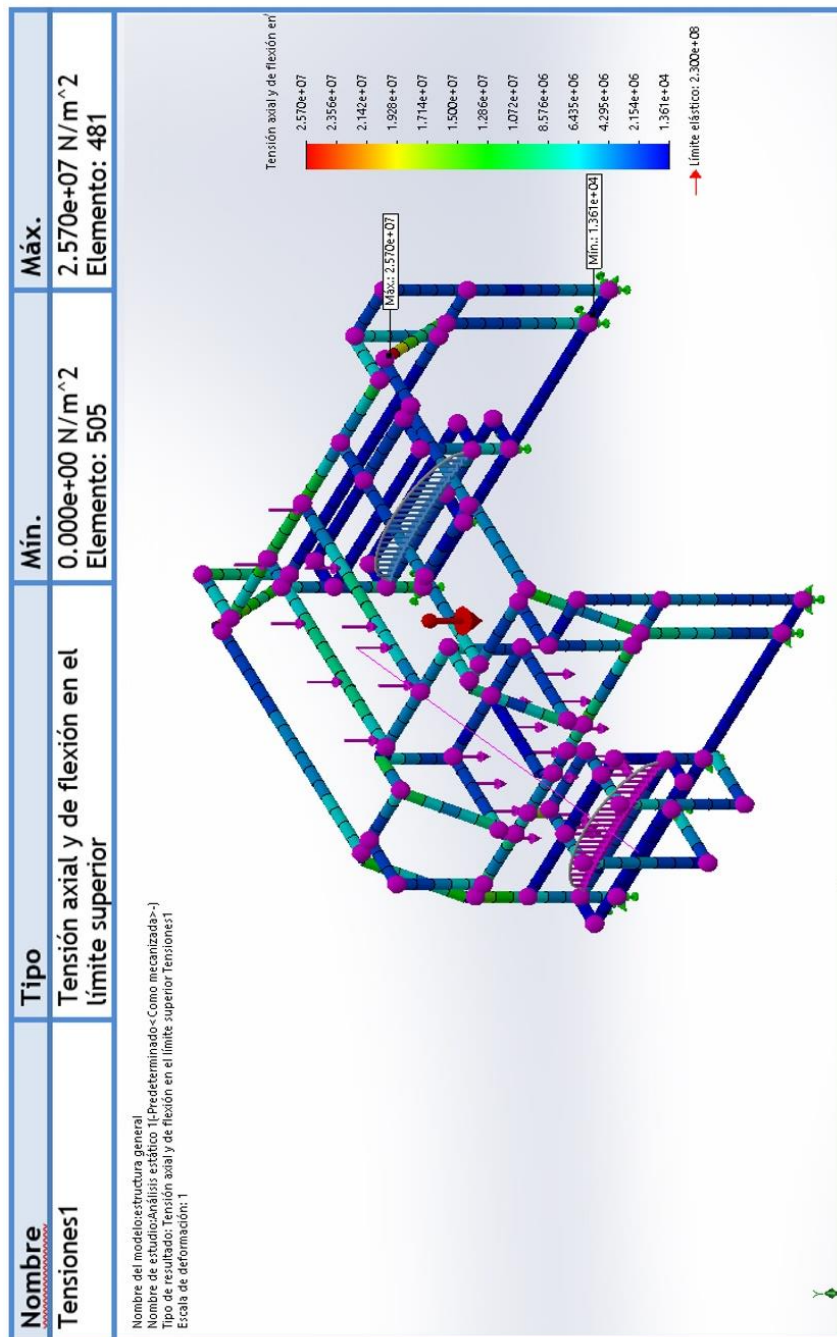 Nombre
Tipo
Mín.
Máx.
Tensiones1
Tensión axial y de flexión en el
límite superior
0.000e+00 N/m^2
Elemento: 505
2.570e+07 N/m^2
Elemento: 481
Nombre del modelo:estructura general
Nombre de estudio:Análisis estático 1(-Predeterminado<Como mecanizada>-)
Tipo de resultado: Tensión axial y de flexión en el límite superior Tensiones1
Escala de deformación: 1
Tensión axial y de flexión en
2.570e+07
2.356e+07
2.142e+07
1.928e+07
1.714e+07
1.500e+07
1.286e+07
1.072e+07
8.576e+06
6.435e+06
4.295e+06
2.154e+06
1.361e+04
Límite elástico: 2.300e+08
Máx.: 2.570e+07
Mín.: 1.361e+04
Y